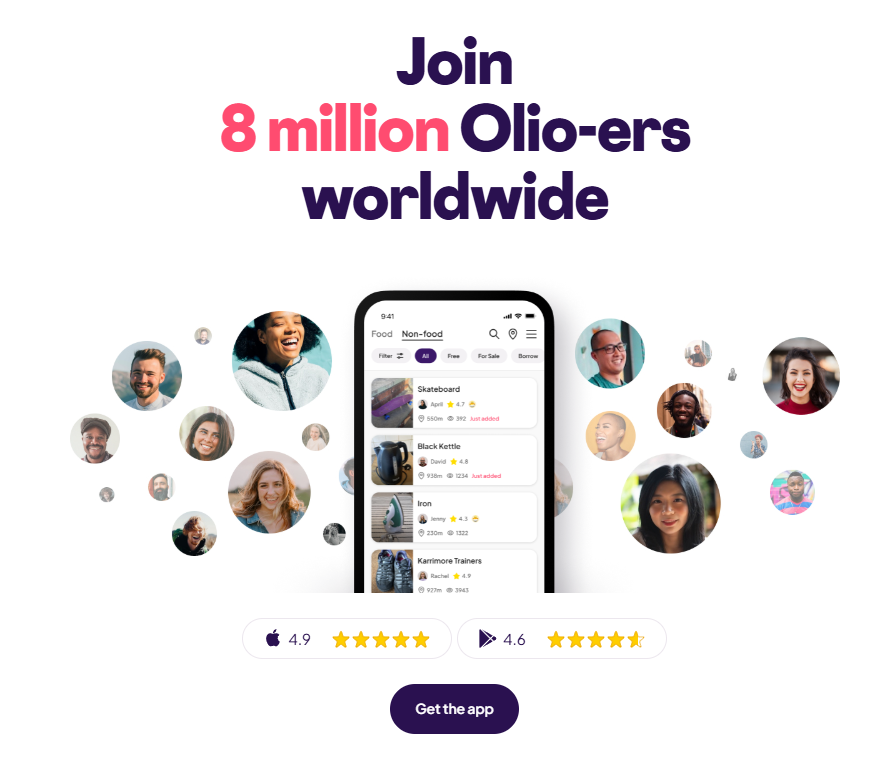 Join
8 million Olio-ers
worldwide
9:41
Food Non-food
Filter All Free For Sale Borrow
Skateboard
April 4.7
550m 392 Just added
Black Kettle
David 4.8
938m 1234 Just added
Iron
Jenny 4.3
230m 1322
Karrimore Trainers
Rachel 4.9
927m 3943
4.9 4.6
Get the app